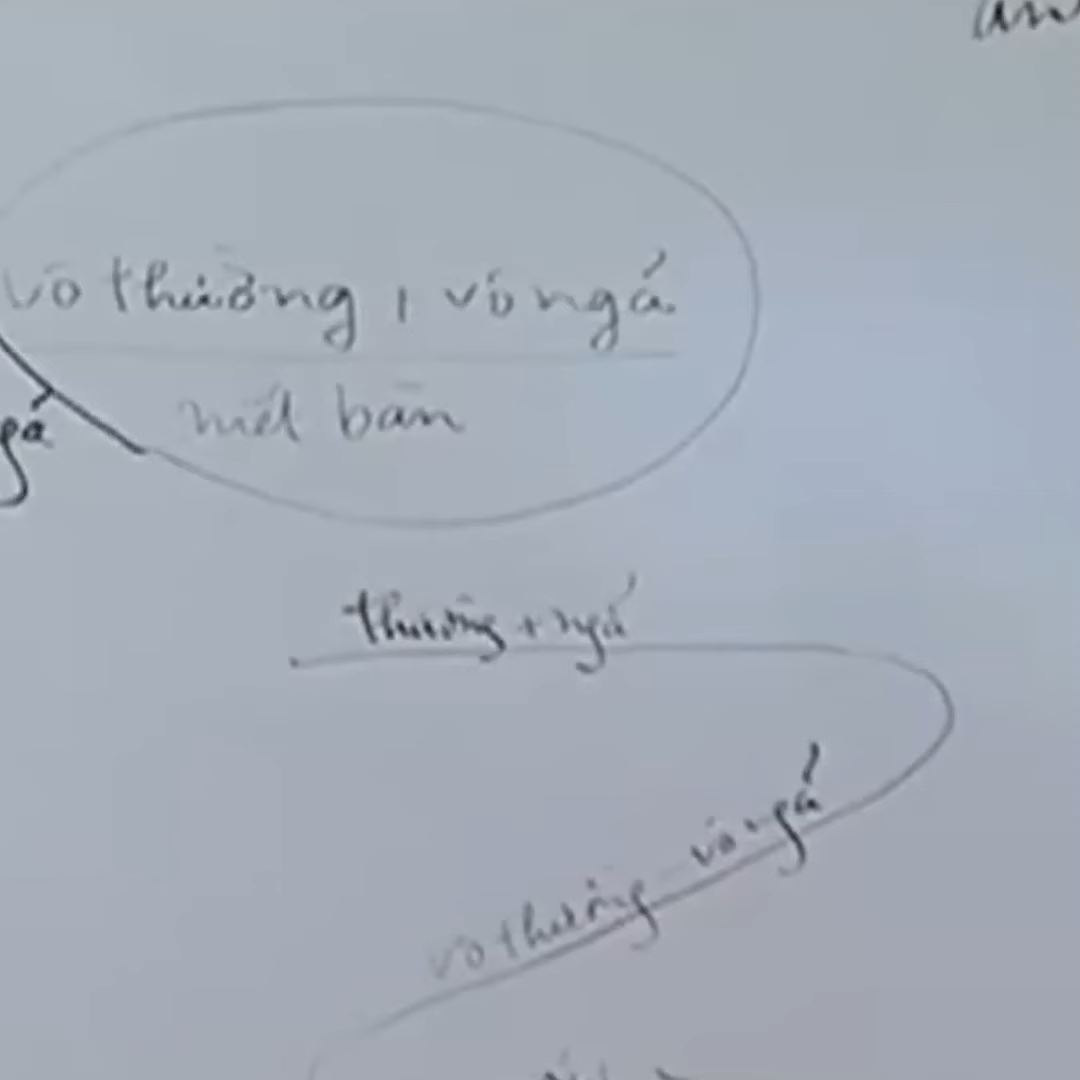 vô thường, vô ngã
niết bàn
thường + ngã
vô thường vô ngã